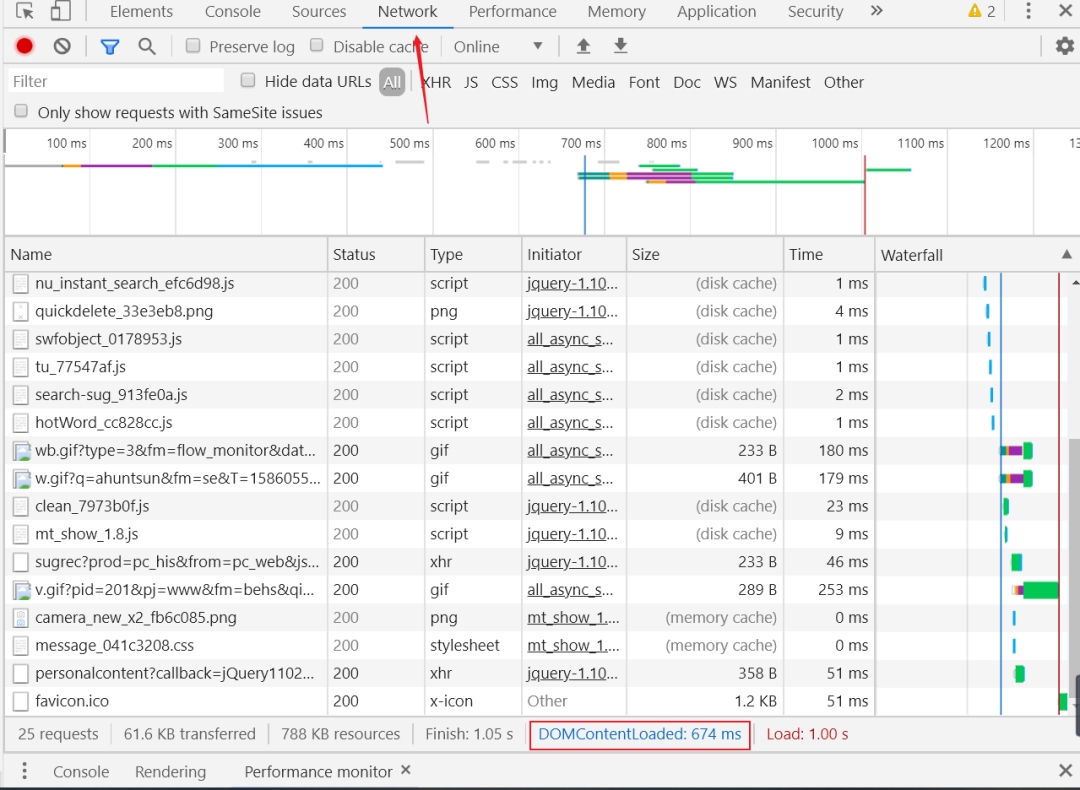 Elements Console Sources Network Performance Memory Application Security » 2
Preserve log Disable cache Online
Filter Hide data URLs All XHR JS CSS Img Media Font Doc WS Manifest Other
Only show requests with SameSite issues
100 ms 200 ms 300 ms 400 ms 500 ms 600 ms 700 ms 800 ms 900 ms 1000 ms 1100 ms 1200 ms 13
Name Status Type Initiator Size Time Waterfall
nu_instant_search_efc6d98.js 200 script jquery-1.10... (disk cache) 1 ms
quickdelete_33e3eb8.png 200 png jquery-1.10... (disk cache) 4 ms
swfobject_0178953.js 200 script all_async_s... (disk cache) 1 ms
tu_77547af.js 200 script all_async_s... (disk cache) 1 ms
search-sug_913fe0a.js 200 script all_async_s... (disk cache) 2 ms
hotWord_cc828cc.js 200 script all_async_s... (disk cache) 1 ms
wb.gif?type=3&fm=flow_monitor&dat... 200 gif all_async_s... 233 B 180 ms
w.gif?q=ahuntsun&fm=se&T=1586055... 200 gif all_async_s... 401 B 179 ms
clean_7973b0f.js 200 script jquery-1.10... (disk cache) 23 ms
mt_show_1.8.js 200 script jquery-1.10... (disk cache) 9 ms
sugrec?prod=pc_his&from=pc_web&js... 200 xhr jquery-1.10... 233 B 46 ms
v.gif?pid=201&pj=www&fm=behs&qi... 200 gif all_async_s... 289 B 253 ms
camera_new_x2_fb6c085.png 200 png mt_show_1.... (memory cache) 0 ms
message_041c3208.css 200 stylesheet mt_show_1.... (memory cache) 0 ms
personalcontent?callback=jQuery1102... 200 xhr jquery-1.10... 358 B 51 ms
favicon.ico 200 x-icon Other 1.2 KB 51 ms
25 requests 61.6 KB transferred 788 KB resources Finish: 1.05 s DOMContentLoaded: 674 ms Load: 1.00 s
Console Rendering Performance monitor ×